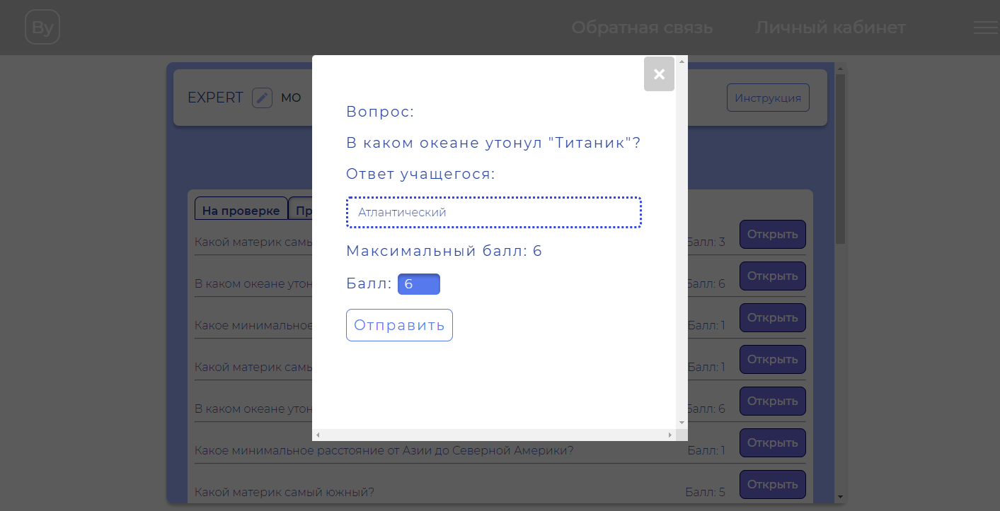 By
Обратная связь
Личный кабинет
EXPERT
МО
Инструкция
Вопрос:
В каком океане утонул "Титаник"?
Ответ учащегося:
Атлантический
Максимальный балл: 6
Балл: 6
Отправить
На проверке
Пр
Какой материк самы
Балл: 3
Открыть
В каком океане утон
Балл: 6
Открыть
Какое минимальное
Балл: 1
Открыть
Какой материк самы
Балл: 1
Открыть
В каком океане утон
Балл: 6
Открыть
Какое минимальное расстояние от Азии до Северной Америки?
Балл: 1
Открыть
Какой материк самый южный?
Балл: 5
Открыть